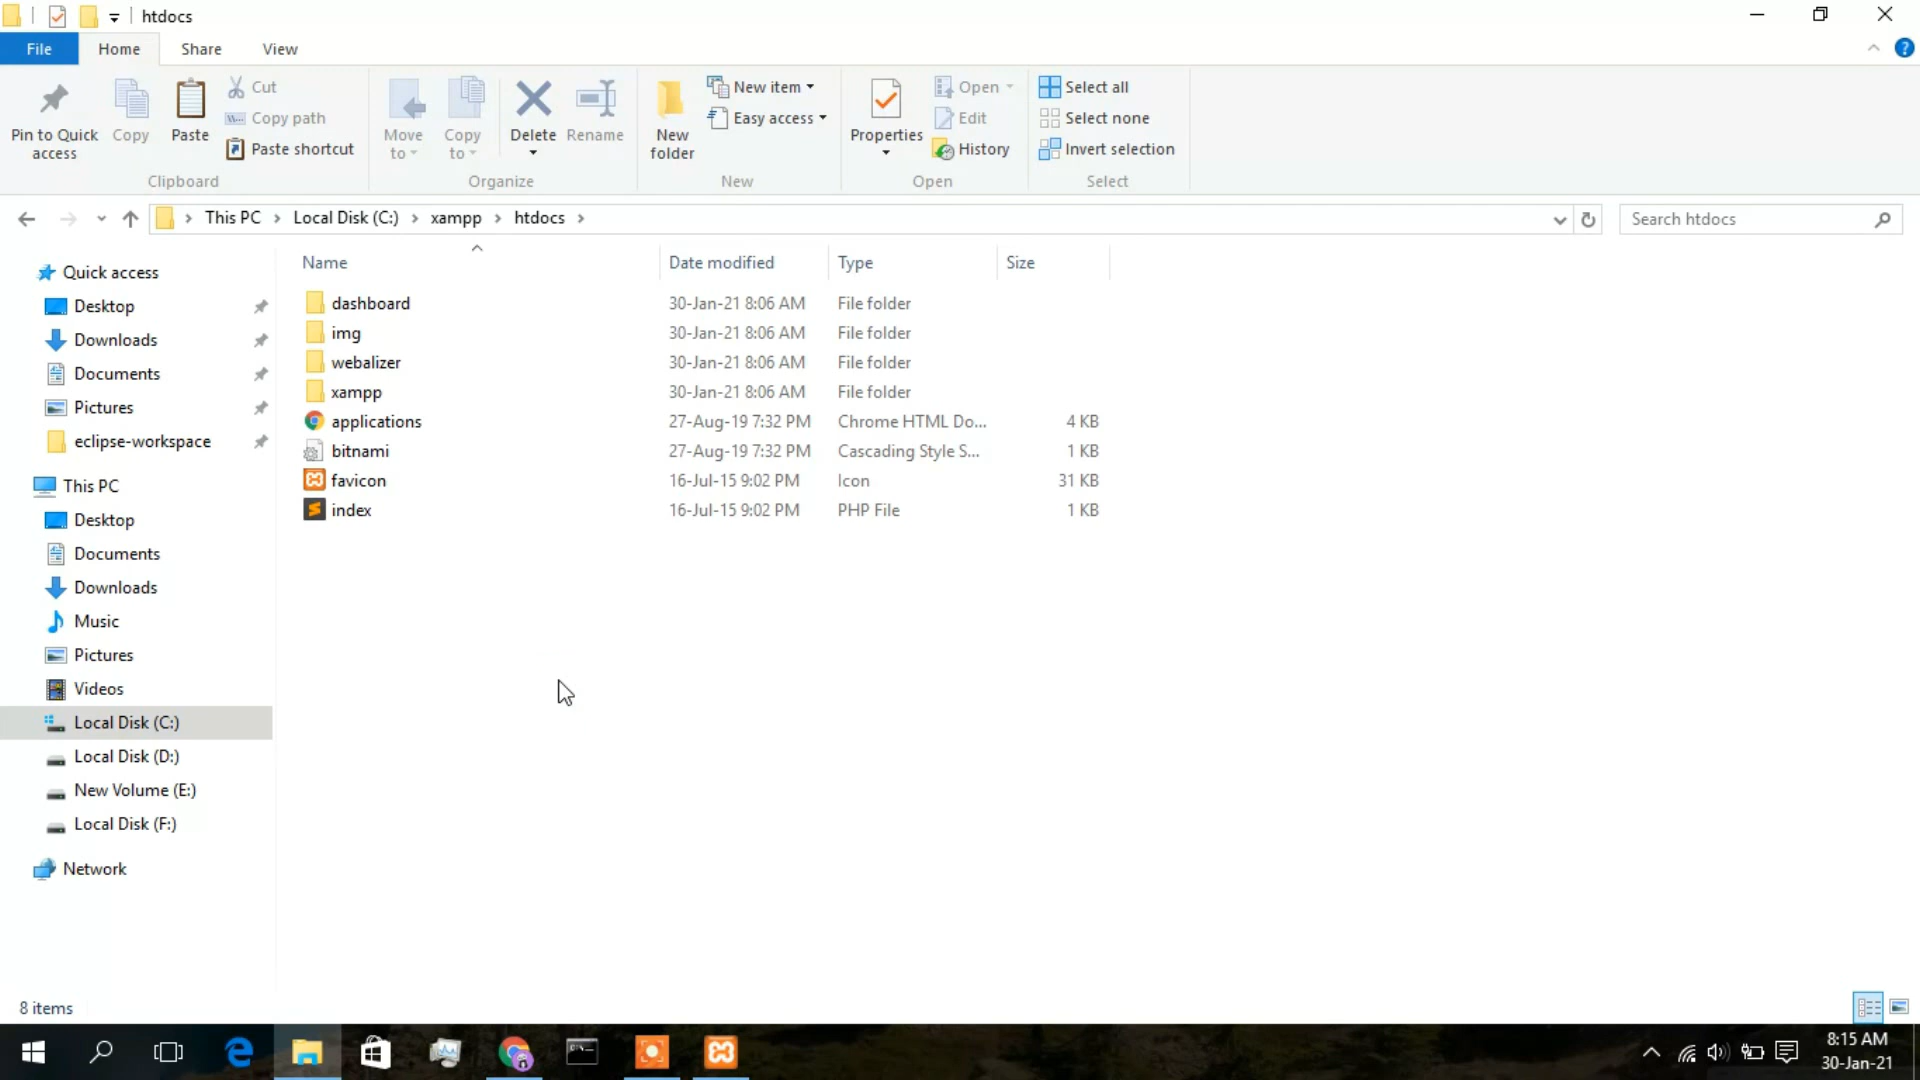 htdocs
File Home Share View
Pin to Quick access
Copy
Paste
Cut
Copy path
Paste shortcut
Clipboard
Move to
Copy to
Delete
Rename
Organize
New folder
New item
Easy access
New
Properties
Open
Edit
History
Open
Select all
Select none
Invert selection
Select
This PC > Local Disk (C:) > xampp > htdocs >
Search htdocs
Quick access
Desktop
Downloads
Documents
Pictures
eclipse-workspace
This PC
Desktop
Documents
Downloads
Music
Pictures
Videos
Local Disk (C:)
Local Disk (D:)
New Volume (E:)
Local Disk (F:)
Network
Name Date modified Type Size
dashboard 30-Jan-21 8:06 AM File folder
img 30-Jan-21 8:06 AM File folder
webalizer 30-Jan-21 8:06 AM File folder
xampp 30-Jan-21 8:06 AM File folder
applications 27-Aug-19 7:32 PM Chrome HTML Do... 4 KB
bitnami 27-Aug-19 7:32 PM Cascading Style S... 1 KB
favicon 16-Jul-15 9:02 PM Icon 31 KB
index 16-Jul-15 9:02 PM PHP File 1 KB
8 items
8:15 AM
30-Jan-21